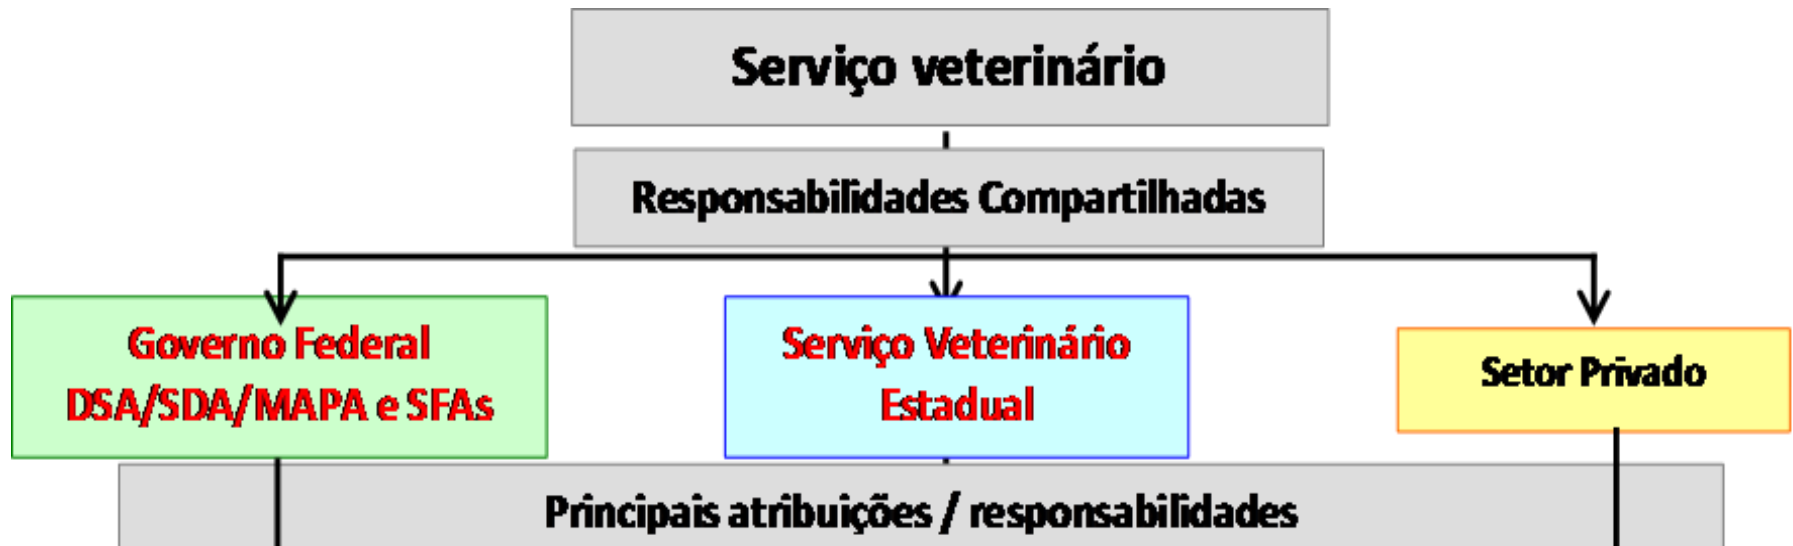 Serviço veterinário
Responsabilidades Compartilhadas
Governo Federal
DSA/SDA/MAPA e SFAs
Serviço Veterinário
Estadual
Setor Privado
Principais atribuições / responsabilidades